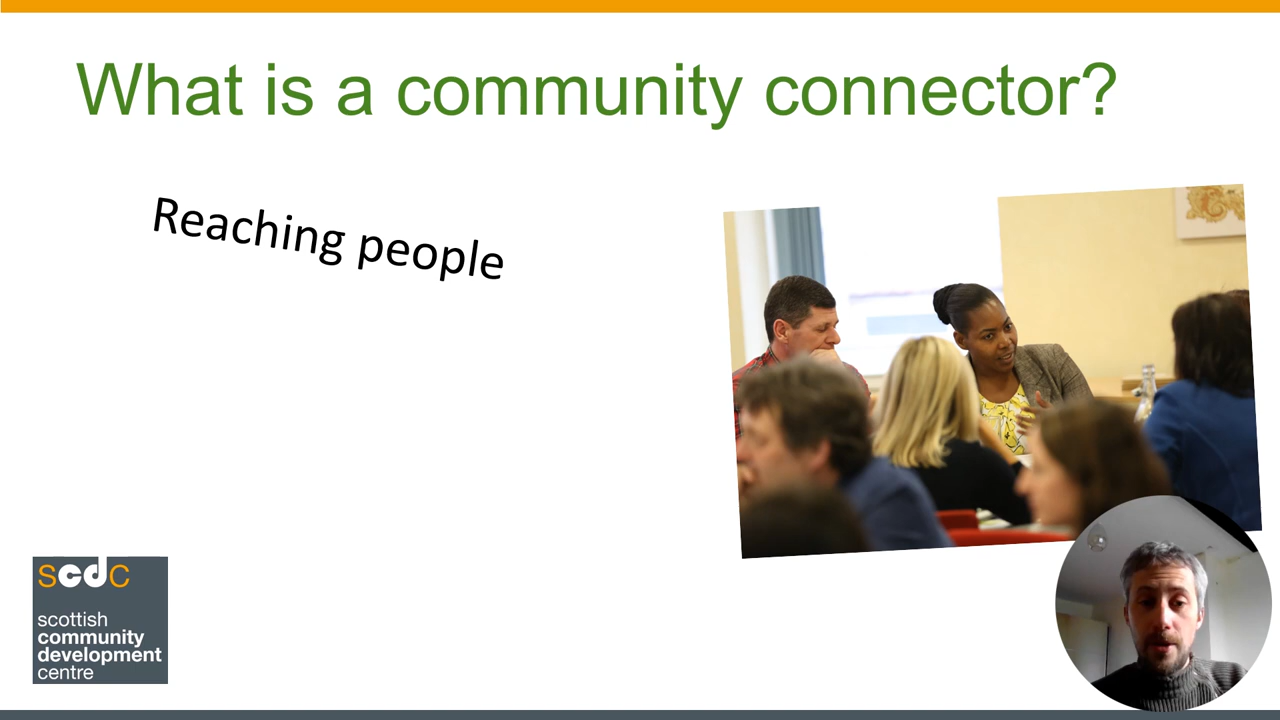 What is a community connector?
Reaching people
scdc
scottish
community
development
centre